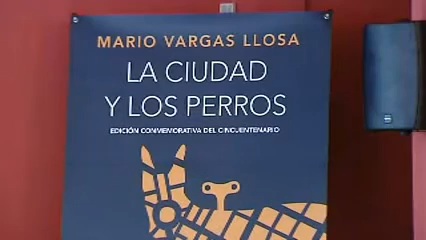 MARIO VARGAS LLOSA
LA CIUDAD
Y LOS PERROS
EDICIÓN CONMEMORATIVA DEL CINCUENTENARIO